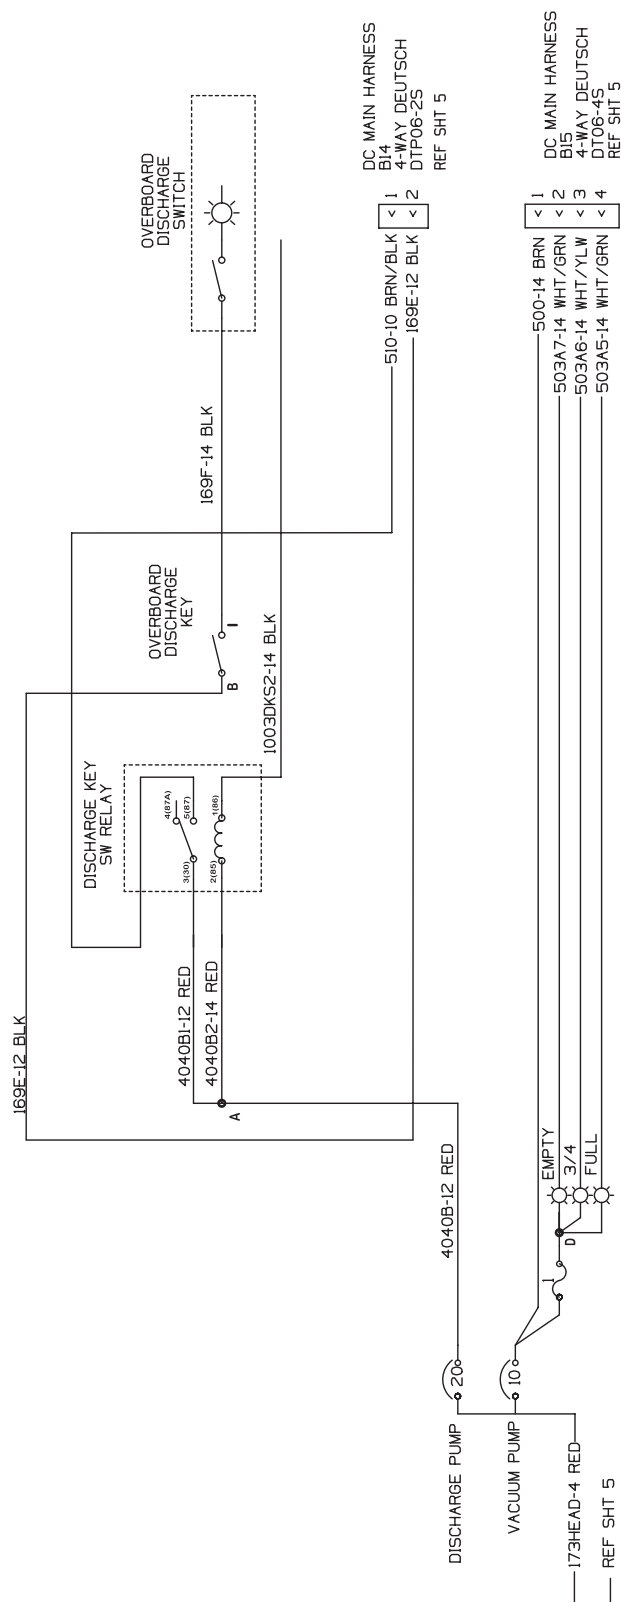 DC MAIN HARNESS
B14
4-WAY DEUTSCH
DTP06-2S
REF SHT 5
DC MAIN HARNESS
B15
4-WAY DEUTSCH
DT06-4S
REF SHT 5
OVERBOARD
DISCHARGE
SWITCH
< 1
< 2
< 1
< 2
< 3
< 4
510-10 BRN/BLK
169E-12 BLK
500-14 BRN
503A7-14 WHT/GRN
503A6-14 WHT/YLW
503A5-14 WHT/GRN
169F-14 BLK
OVERBOARD
DISCHARGE
KEY
I
B
1003DKS2-14 BLK
DISCHARGE KEY
SW RELAY
4(87A)
5(87)
3(30)
1(86)
2(85)
4040B1-12 RED
4040B2-14 RED
A
169E-12 BLK
4040B-12 RED
EMPTY
3/4
FULL
D
1
20
10
DISCHARGE PUMP
VACUUM PUMP
173HEAD-4 RED
REF SHT 5